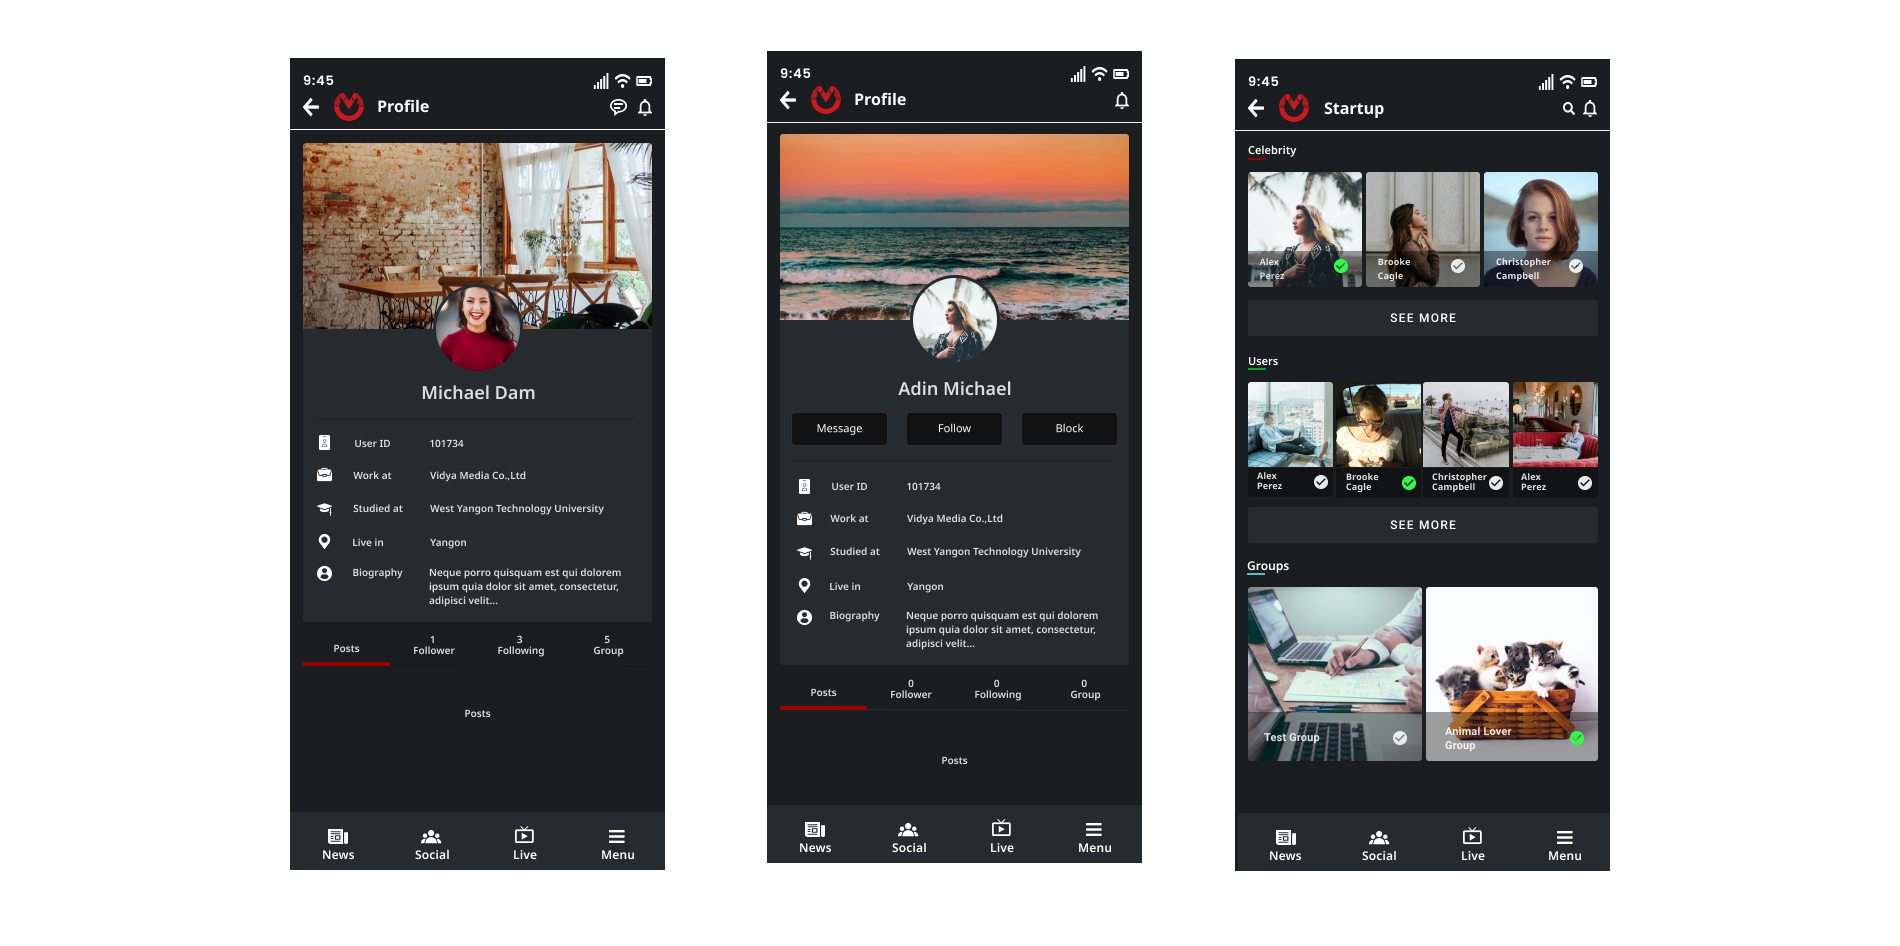 9:45
Profile
Michael Dam
User ID 101734
Work at Vidya Media Co.,Ltd
Studied at West Yangon Technology University
Live in Yangon
Biography Neque porro quisquam est qui dolorem
ipsum quia dolor sit amet, consectetur,
adipisci velit...
1 3 5
Posts Follower Following Group
Posts
News Social Live Menu
9:45
Profile
Adin Michael
Message Follow Block
User ID 101734
Work at Vidya Media Co.,Ltd
Studied at West Yangon Technology University
Live in Yangon
Biography Neque porro quisquam est qui dolorem
ipsum quia dolor sit amet, consectetur,
adipisci velit...
0 0 0
Posts Follower Following Group
Posts
News Social Live Menu
9:45
Startup
Celebrity
Alex Brooke Christopher
Perez Cagle Campbell
SEE MORE
Users
Alex Brooke Christopher Alex
Perez Cagle Campbell Perez
SEE MORE
Groups
Test Group
Animal Lover
Group
News Social Live Menu